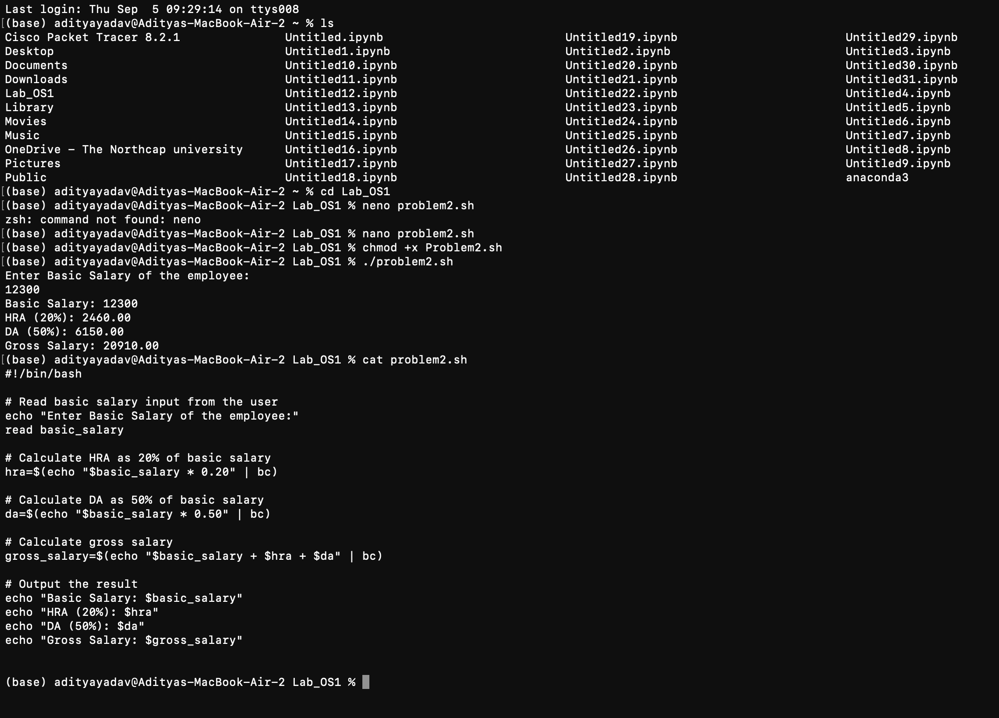 Last login: Thu Sep  5 09:29:14 on ttys008
[(base) adityayadav@Adityas-MacBook-Air-2 ~ % ls
Cisco Packet Tracer 8.2.1               Untitled.ipynb                          Untitled19.ipynb                        Untitled29.ipynb
Desktop                                 Untitled1.ipynb                         Untitled2.ipynb                         Untitled3.ipynb
Documents                               Untitled10.ipynb                        Untitled20.ipynb                        Untitled30.ipynb
Downloads                               Untitled11.ipynb                        Untitled21.ipynb                        Untitled31.ipynb
Lab_OS1                                 Untitled12.ipynb                        Untitled22.ipynb                        Untitled4.ipynb
Library                                 Untitled13.ipynb                        Untitled23.ipynb                        Untitled5.ipynb
Movies                                  Untitled14.ipynb                        Untitled24.ipynb                        Untitled6.ipynb
Music                                   Untitled15.ipynb                        Untitled25.ipynb                        Untitled7.ipynb
OneDrive - The Northcap university      Untitled16.ipynb                        Untitled26.ipynb                        Untitled8.ipynb
Pictures                                Untitled17.ipynb                        Untitled27.ipynb                        Untitled9.ipynb
Public                                  Untitled18.ipynb                        Untitled28.ipynb                        anaconda3
[(base) adityayadav@Adityas-MacBook-Air-2 ~ % cd Lab_OS1
[(base) adityayadav@Adityas-MacBook-Air-2 Lab_OS1 % neno problem2.sh
zsh: command not found: neno
[(base) adityayadav@Adityas-MacBook-Air-2 Lab_OS1 % nano problem2.sh
[(base) adityayadav@Adityas-MacBook-Air-2 Lab_OS1 % chmod +x Problem2.sh
[(base) adityayadav@Adityas-MacBook-Air-2 Lab_OS1 % ./problem2.sh
Enter Basic Salary of the employee:
12300
Basic Salary: 12300
HRA (20%): 2460.00
DA (50%): 6150.00
Gross Salary: 20910.00
[(base) adityayadav@Adityas-MacBook-Air-2 Lab_OS1 % cat problem2.sh
#!/bin/bash

# Read basic salary input from the user
echo "Enter Basic Salary of the employee:"
read basic_salary

# Calculate HRA as 20% of basic salary
hra=$(echo "$basic_salary * 0.20" | bc)

# Calculate DA as 50% of basic salary
da=$(echo "$basic_salary * 0.50" | bc)

# Calculate gross salary
gross_salary=$(echo "$basic_salary + $hra + $da" | bc)

# Output the result
echo "Basic Salary: $basic_salary"
echo "HRA (20%): $hra"
echo "DA (50%): $da"
echo "Gross Salary: $gross_salary"

(base) adityayadav@Adityas-MacBook-Air-2 Lab_OS1 %